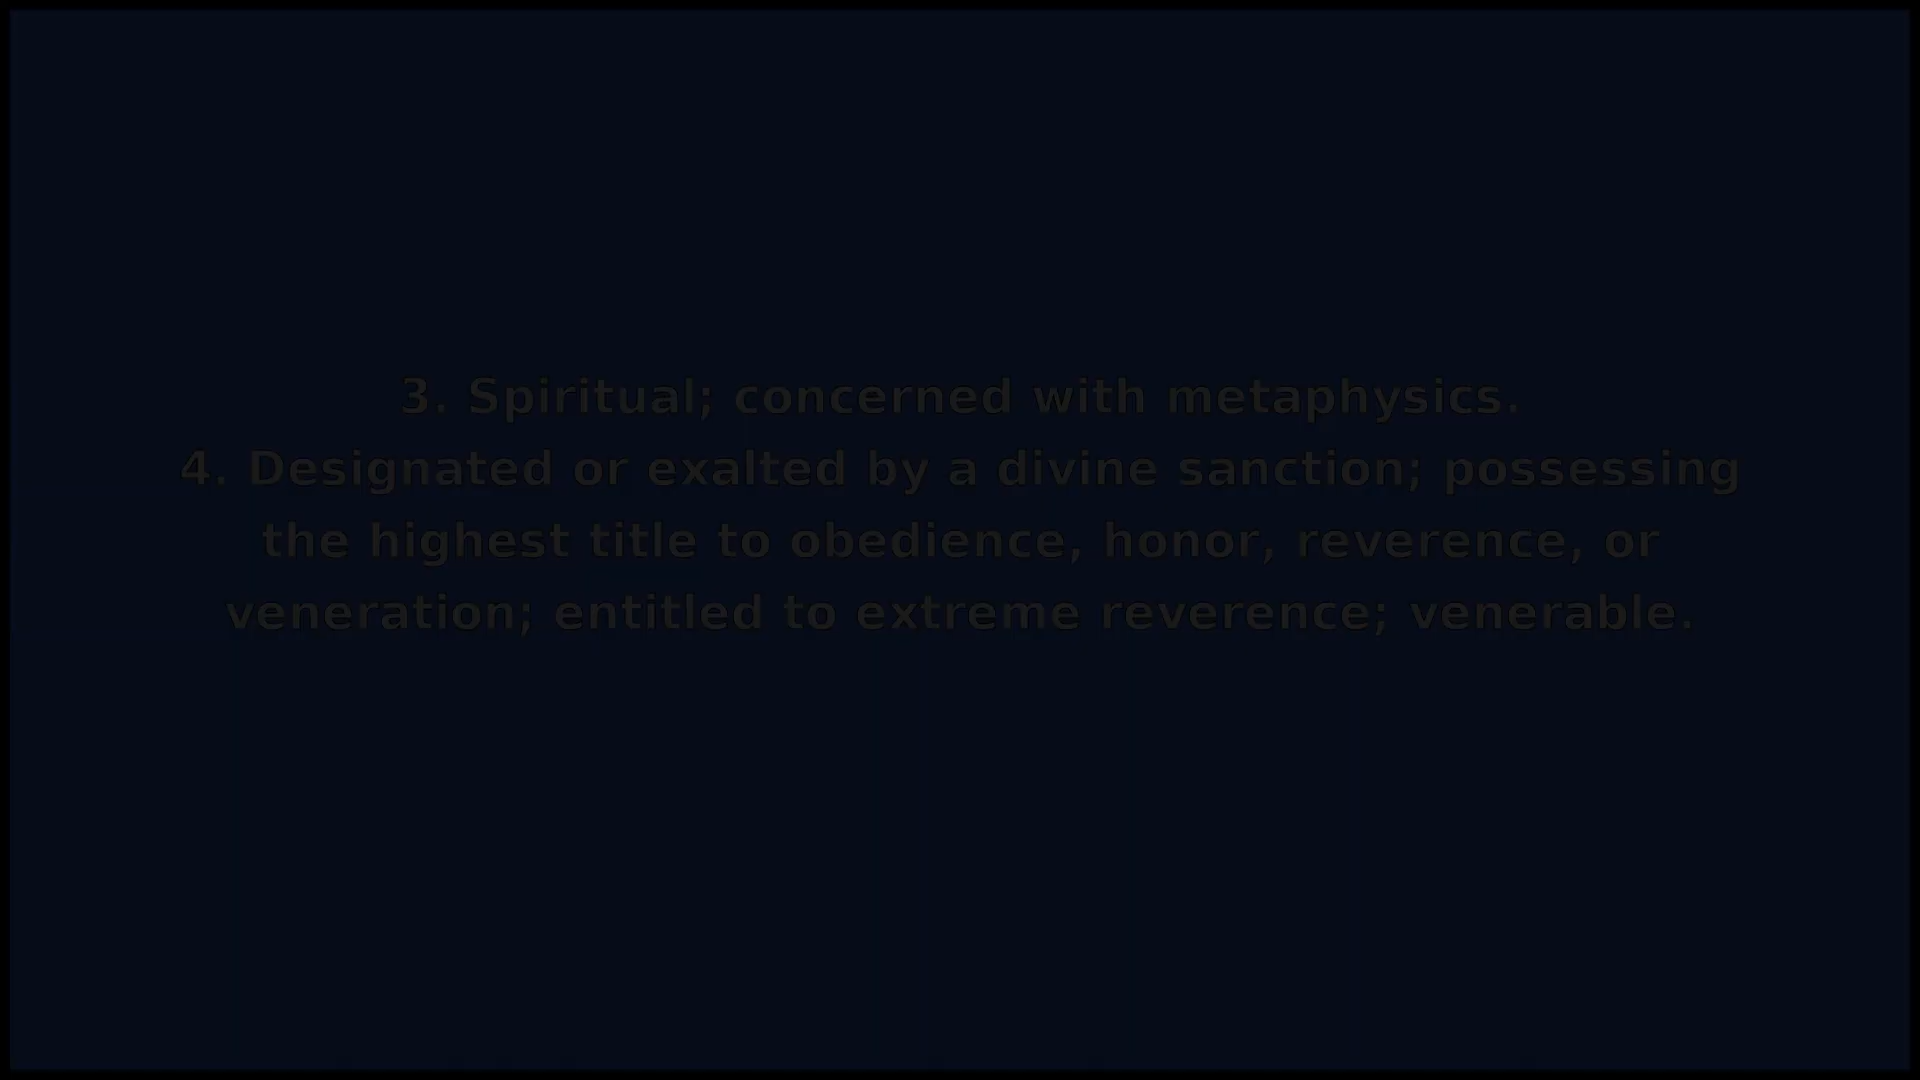 3. Spiritual; concerned with metaphysics.
4. Designated or exalted by a divine sanction; possessing
the highest title to obedience, honor, reverence, or
veneration; entitled to extreme reverence; venerable.